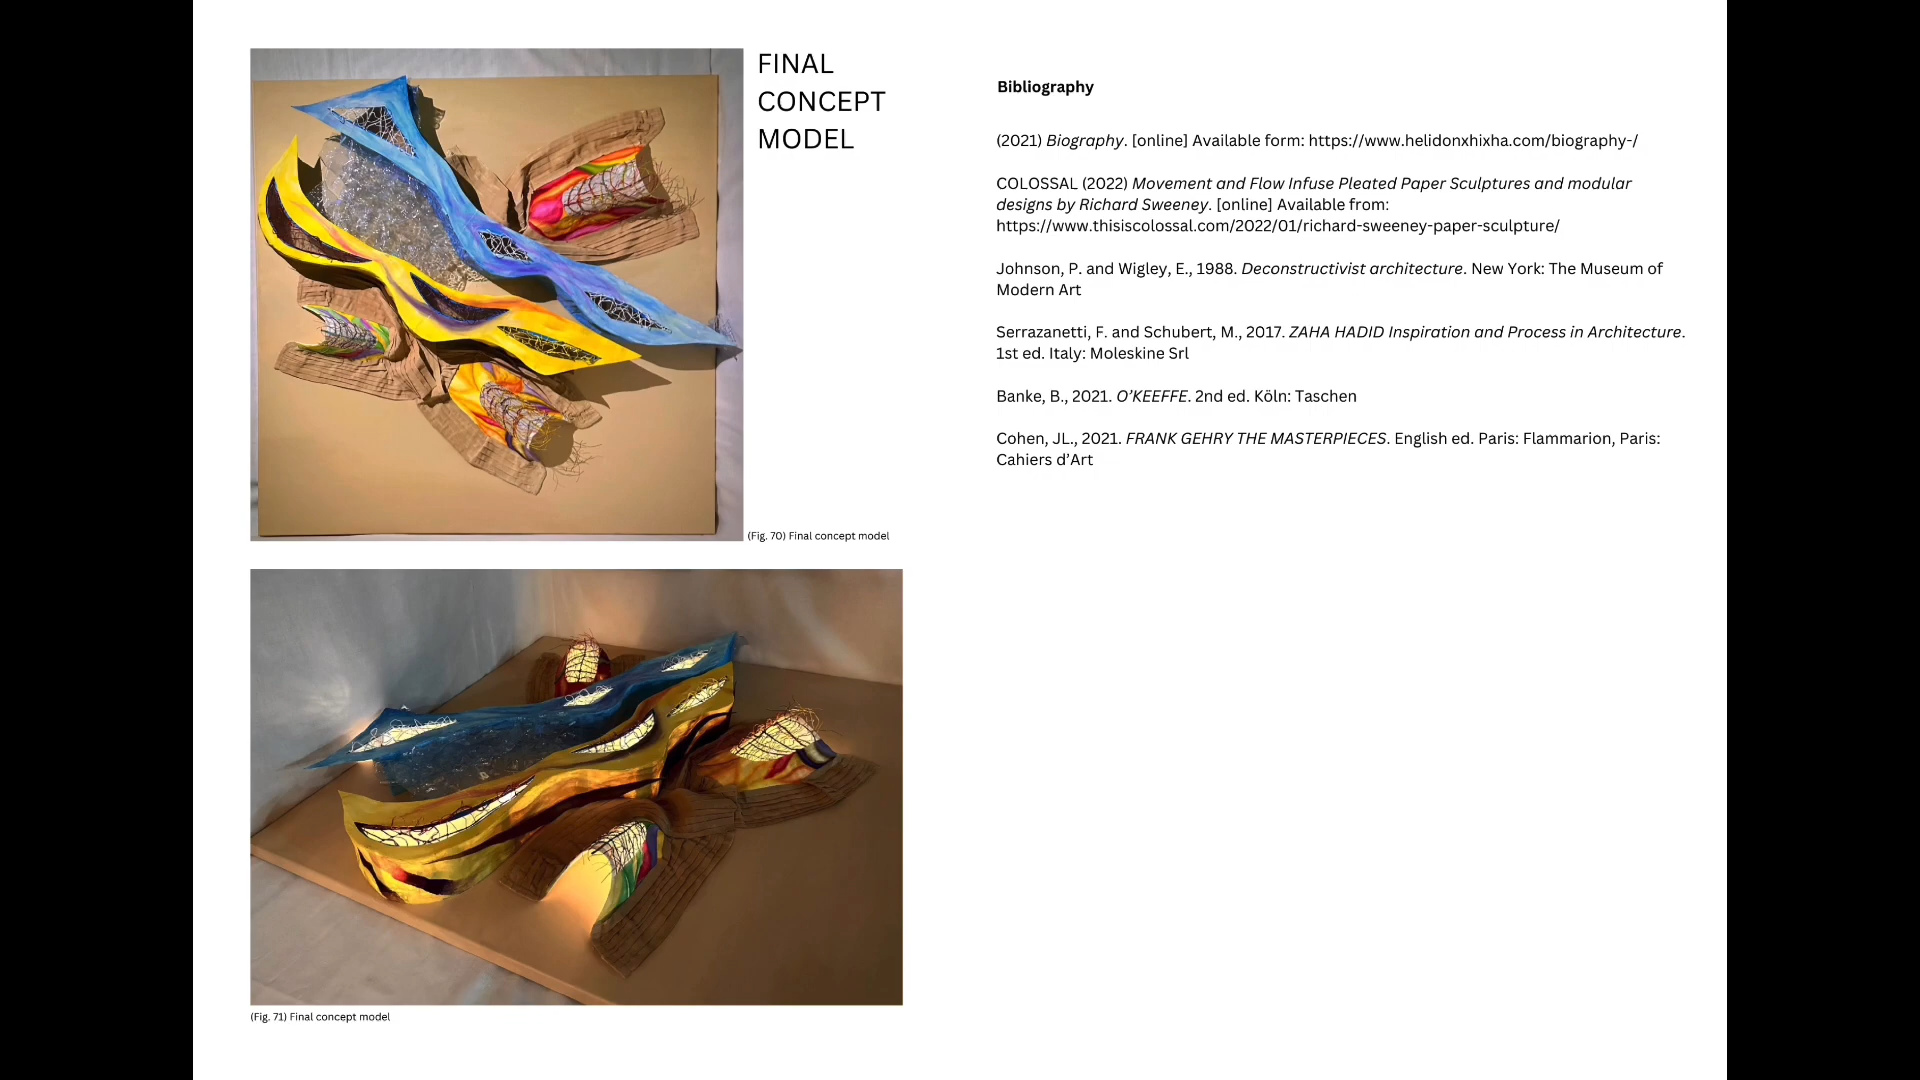 FINAL
CONCEPT
MODEL
(Fig. 70) Final concept model
(Fig. 71) Final concept model
Bibliography
(2021) Biography. [online] Available form: https://www.helidonxhixha.com/biography-/
COLOSSAL (2022) Movement and Flow Infuse Pleated Paper Sculptures and modular
designs by Richard Sweeney. [online] Available from:
https://www.thisiscolossal.com/2022/01/richard-sweeney-paper-sculpture/
Johnson, P. and Wigley, E., 1988. Deconstructivist architecture. New York: The Museum of
Modern Art
Serrazanetti, F. and Schubert, M., 2017. ZAHA HADID Inspiration and Process in Architecture.
1st ed. Italy: Moleskine Srl
Banke, B., 2021. O’KEEFFE. 2nd ed. Köln: Taschen
Cohen, JL., 2021. FRANK GEHRY THE MASTERPIECES. English ed. Paris: Flammarion, Paris:
Cahiers d’Art